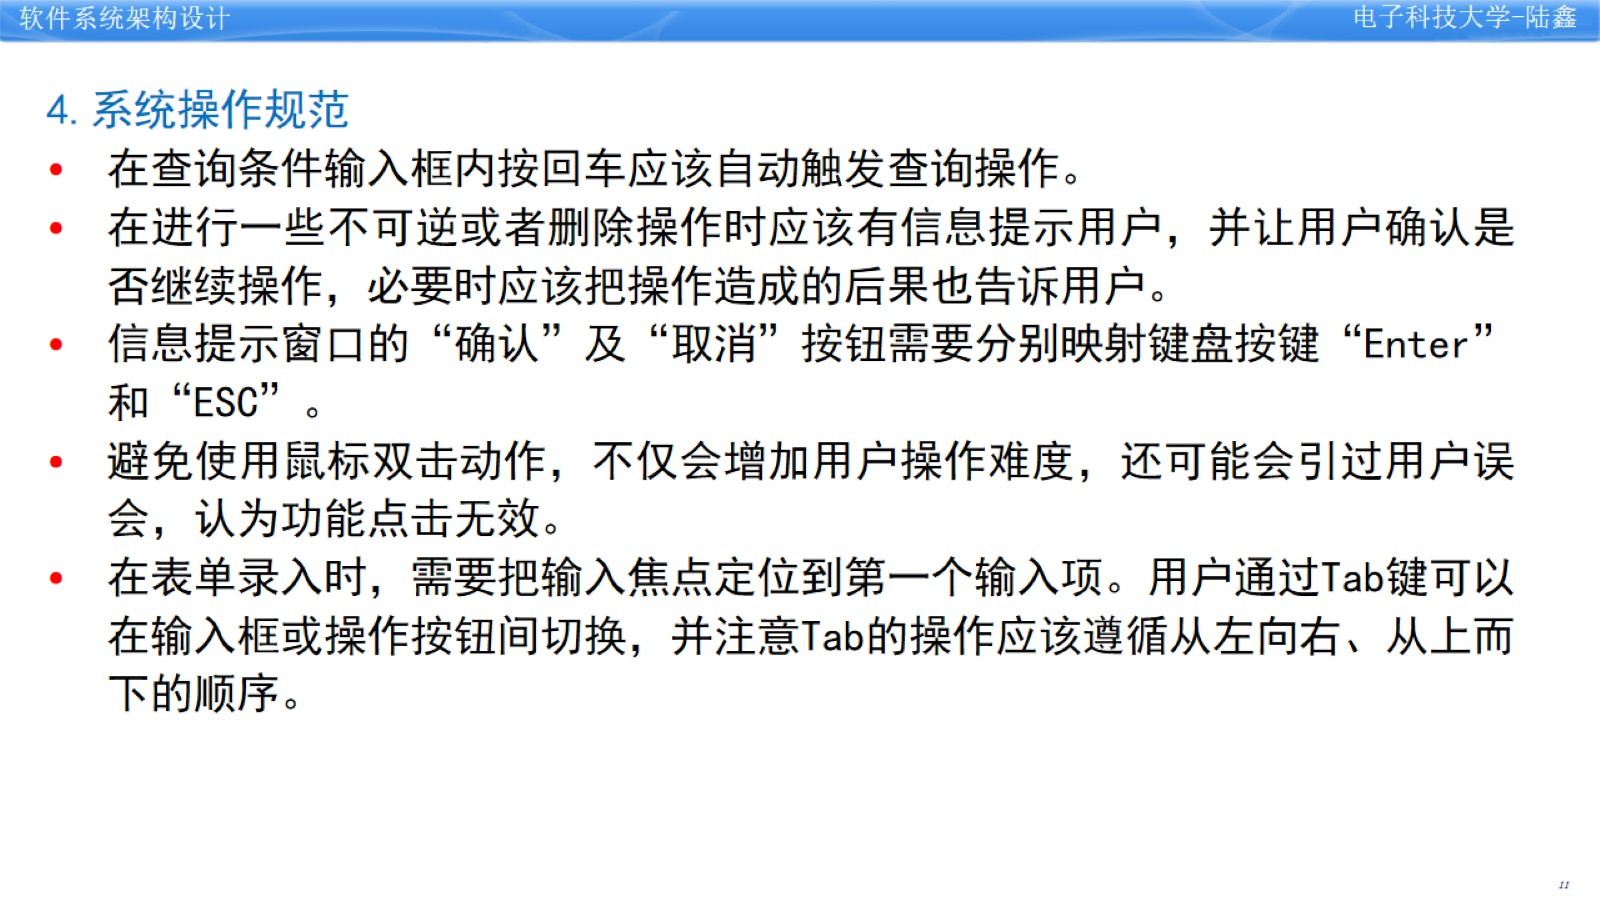 软件系统架构设计
电子科技大学-陆鑫
4. 系统操作规范
• 在查询条件输入框内按回车应该自动触发查询操作。
• 在进行一些不可逆或者删除操作时应该有信息提示用户，并让用户确认是
否继续操作，必要时应该把操作造成的后果也告诉用户。
• 信息提示窗口的“确认”及“取消”按钮需要分别映射键盘按键“Enter”
和“ESC”。
• 避免使用鼠标双击动作，不仅会增加用户操作难度，还可能会引过用户误
会，认为功能点击无效。
• 在表单录入时，需要把输入焦点定位到第一个输入项。用户通过Tab键可以
在输入框或操作按钮间切换，并注意Tab的操作应该遵循从左向右、从上而
下的顺序。
11